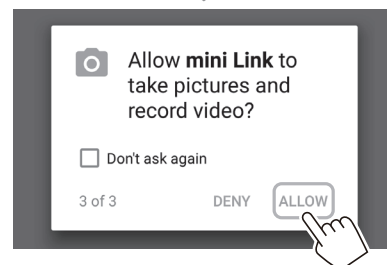 Allow mini Link to
take pictures and
record video?
Don't ask again
3 of 3 DENY ALLOW